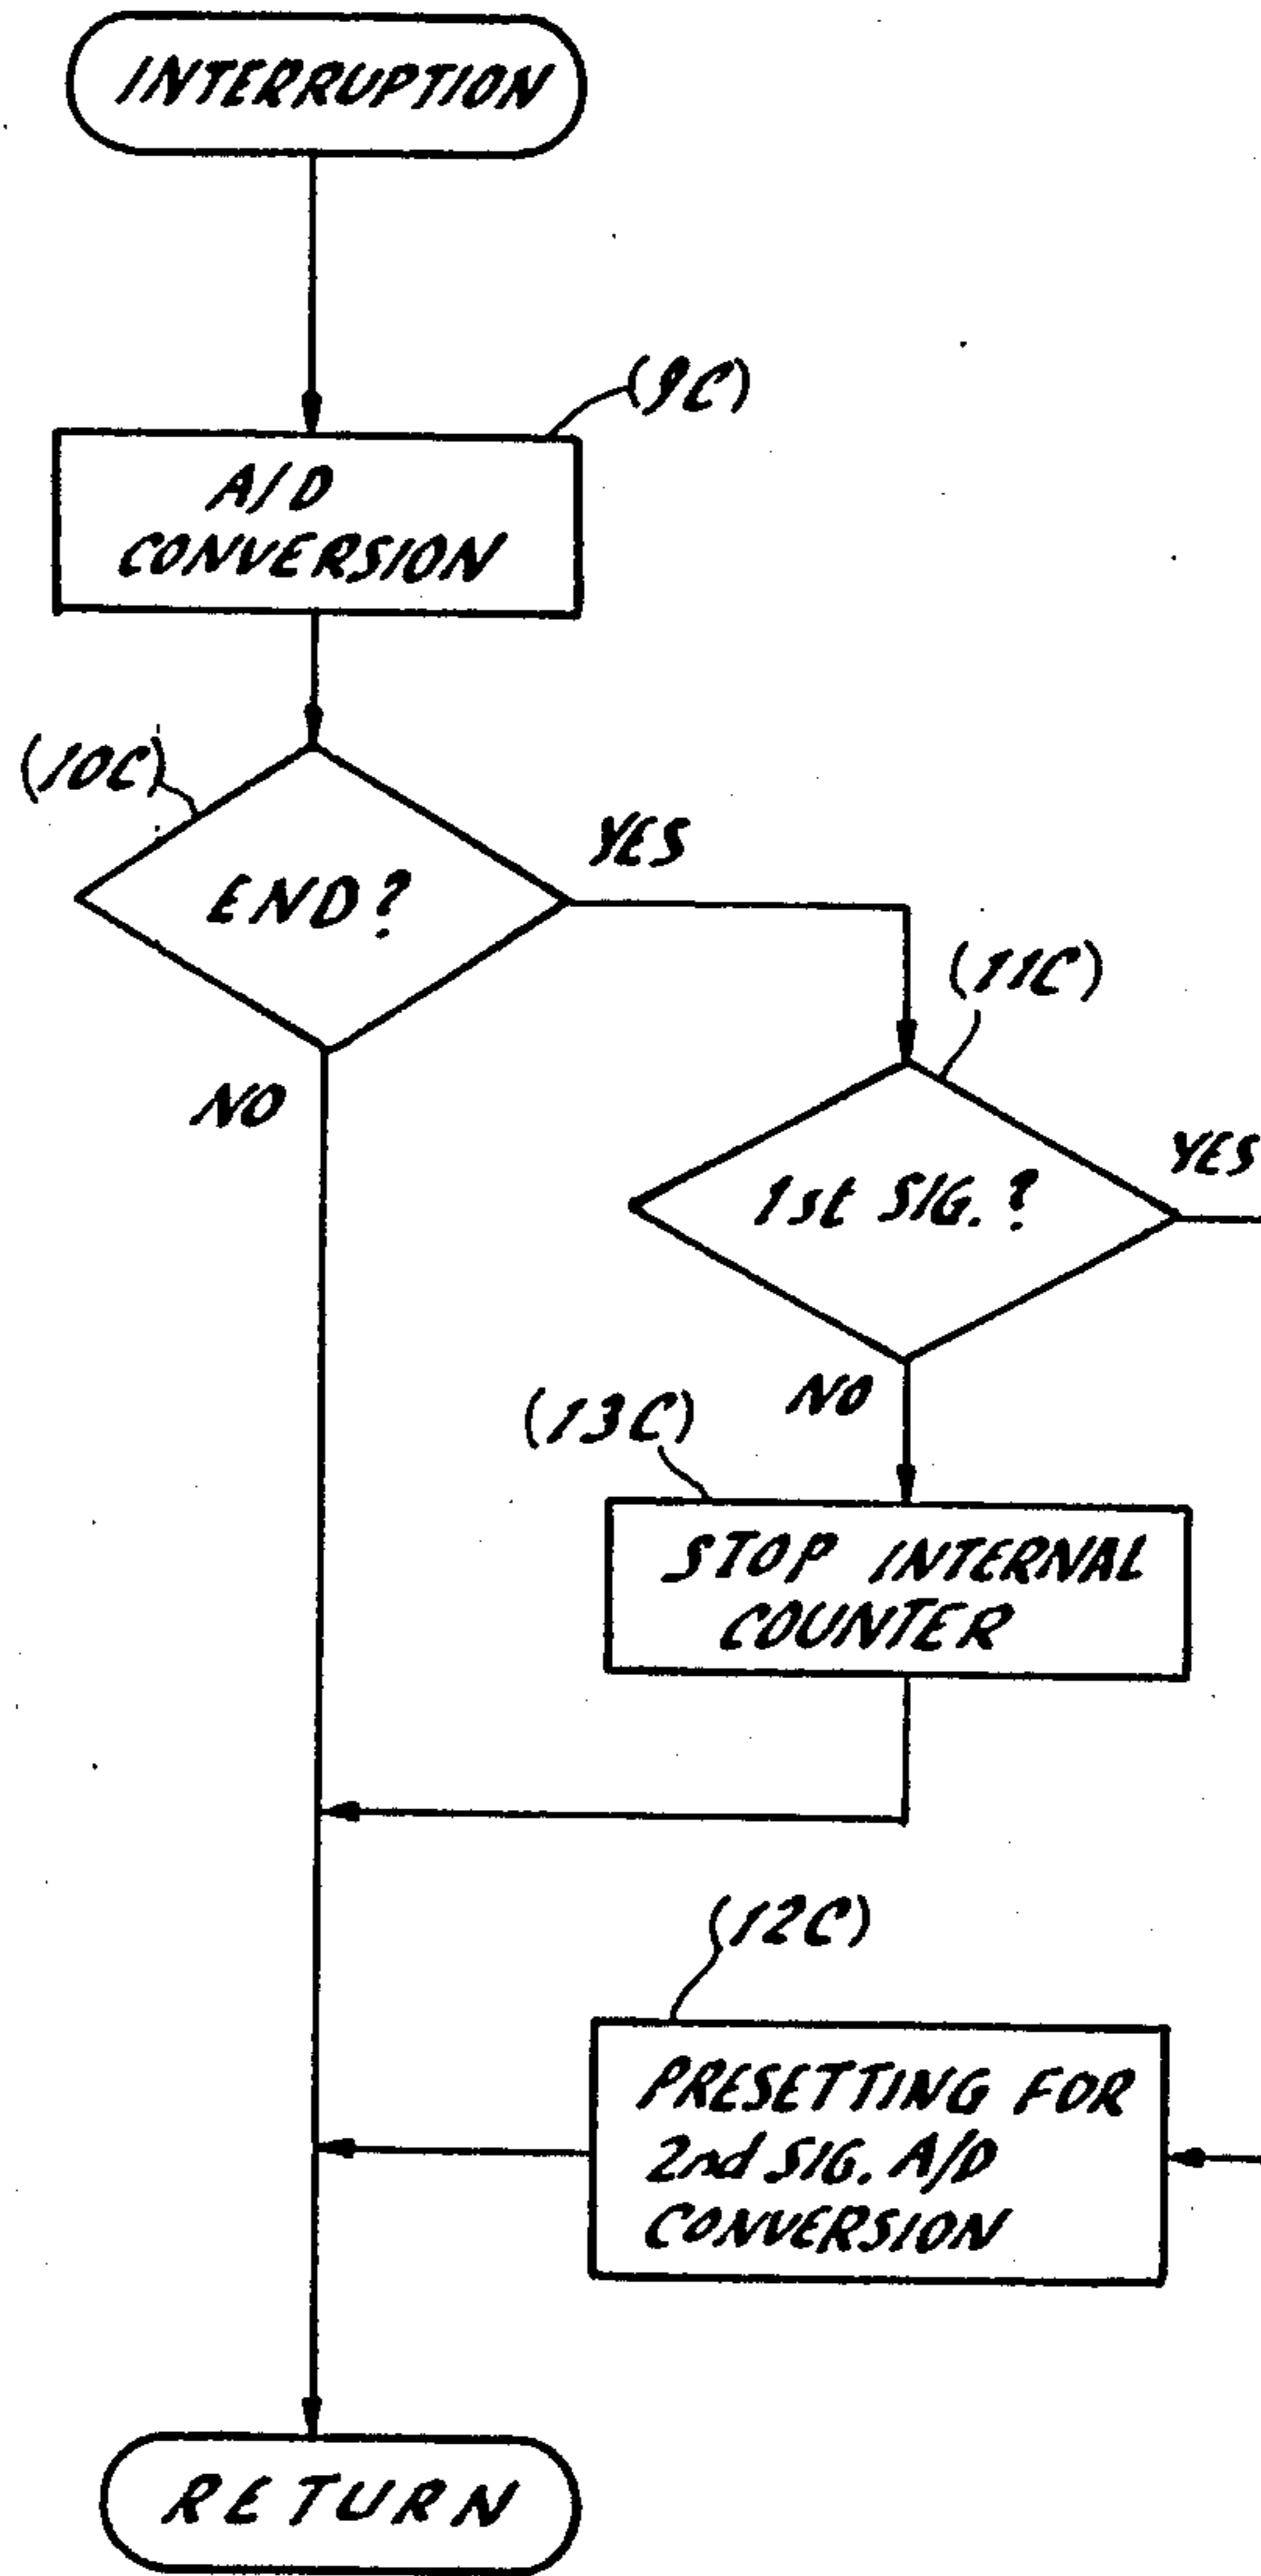 INTERRUPTION
(9C)
A/D
CONVERSION
(10C)
END?
YES
NO
(11C)
1st SIG.?
YES
NO
(13C)
STOP INTERNAL
COUNTER
(12C)
PRESETTING FOR
2nd SIG. A/D
CONVERSION
RETURN